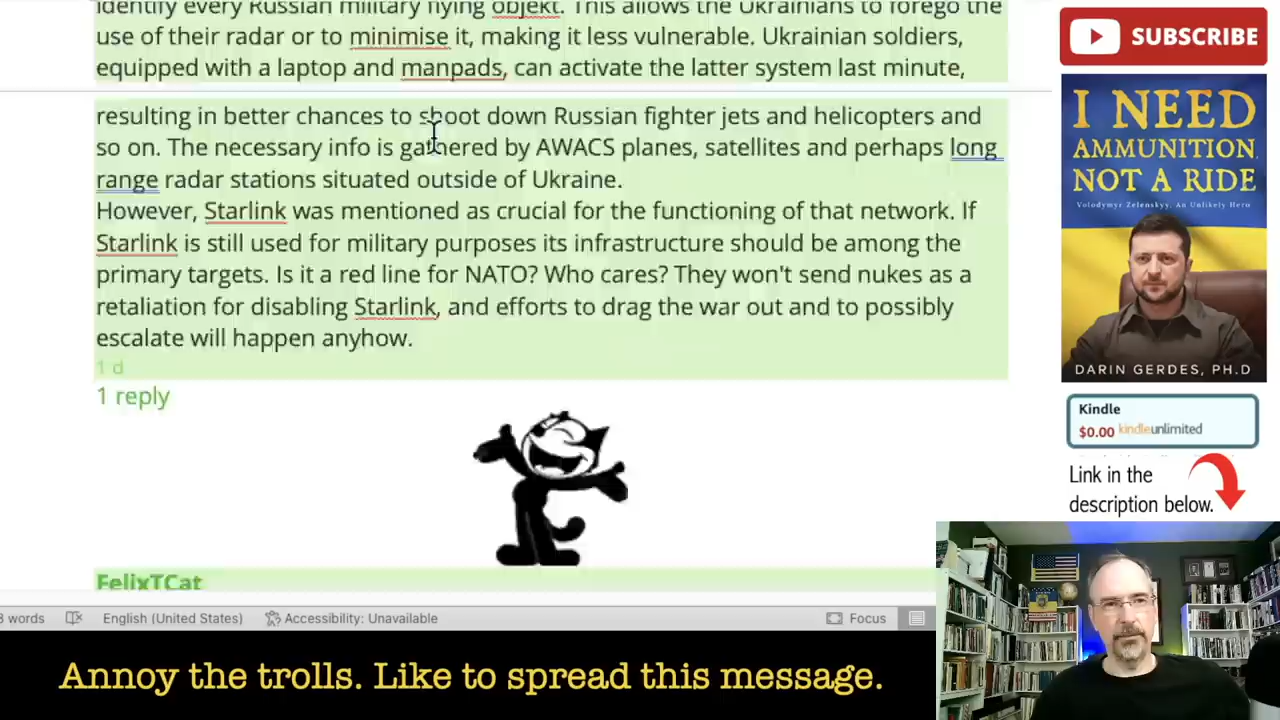 identify every Russian military flying objekt. This allows the Ukrainians to forego the
use of their radar or to minimise it, making it less vulnerable. Ukrainian soldiers,
equipped with a laptop and manpads, can activate the latter system last minute,
resulting in better chances to shoot down Russian fighter jets and helicopters and
so on. The necessary info is gathered by AWACS planes, satellites and perhaps long
range radar stations situated outside of Ukraine.
However, Starlink was mentioned as crucial for the functioning of that network. If
Starlink is still used for military purposes its infrastructure should be among the
primary targets. Is it a red line for NATO? Who cares? They won't send nukes as a
retaliation for disabling Starlink, and efforts to drag the war out and to possibly
escalate will happen anyhow.
1 d
1 reply
FelixTCat
words
English (United States)
Accessibility: Unavailable
Focus
Annoy the trolls. Like to spread this message.
SUBSCRIBE
I NEED
AMMUNITION,
NOT A RIDE
Volodymyr Zelenskyy, An Unlikely Hero
DARIN GERDES, PH.D
Kindle
$0.00 kindleunlimited
Link in the
description below.